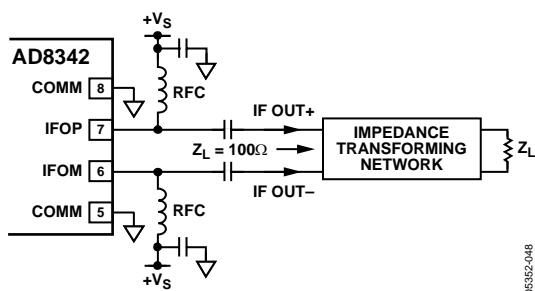 +VS
AD8342
COMM 8
RFC
IFOP 7
IF OUT+
ZL = 100Ω
IMPEDANCE
TRANSFORMING
NETWORK
ZL
IFOM 6
IF OUT–
COMM 5
RFC
+VS
05352-048